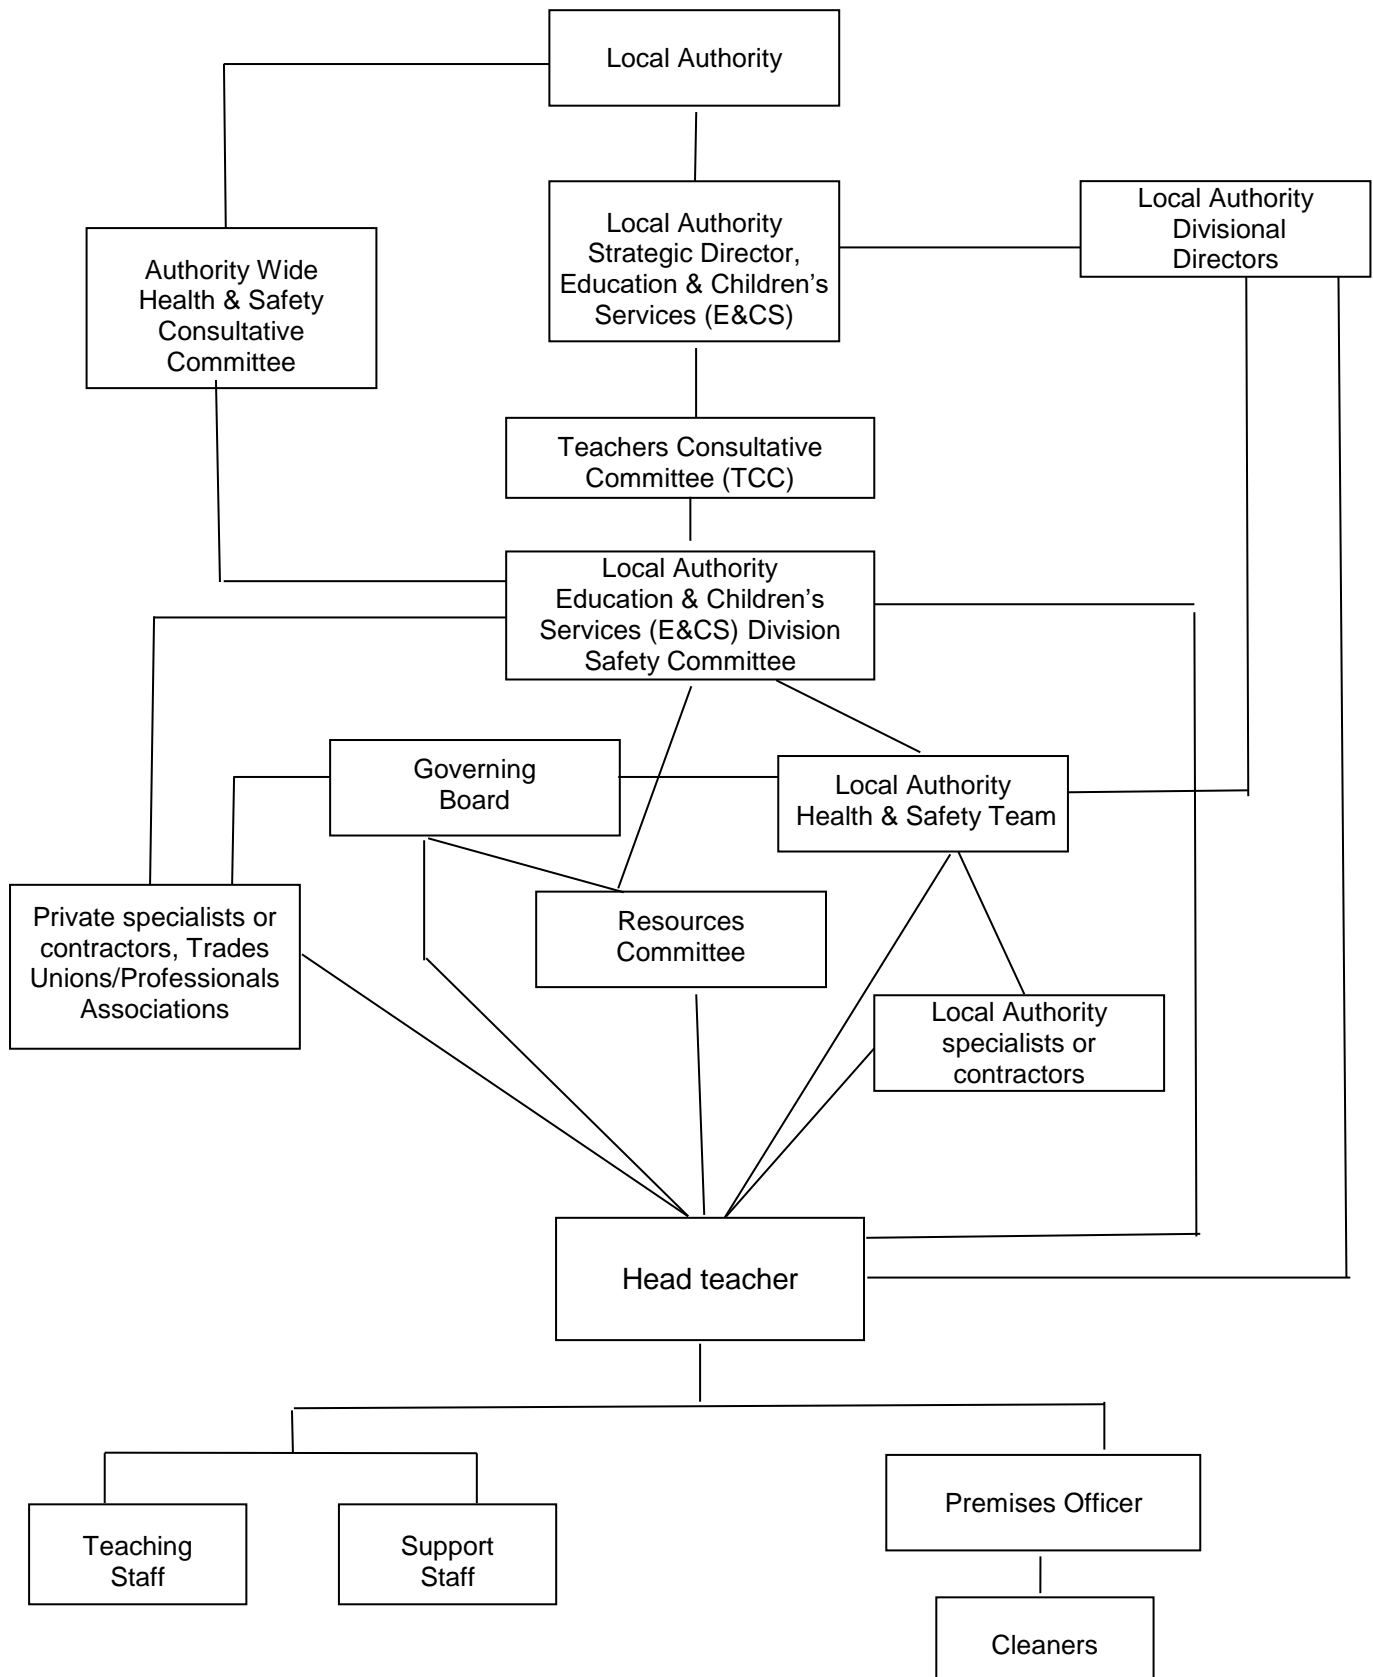 Local Authority
Local Authority
Strategic Director,
Education & Children’s
Services (E&CS)
Local Authority
Divisional
Directors
Authority Wide
Health & Safety
Consultative
Committee
Teachers Consultative
Committee (TCC)
Local Authority
Education & Children’s
Services (E&CS) Division
Safety Committee
Governing
Board
Local Authority
Health & Safety Team
Private specialists or
contractors, Trades
Unions/Professionals
Associations
Resources
Committee
Local Authority
specialists or
contractors
Head teacher
Teaching
Staff
Support
Staff
Premises Officer
Cleaners